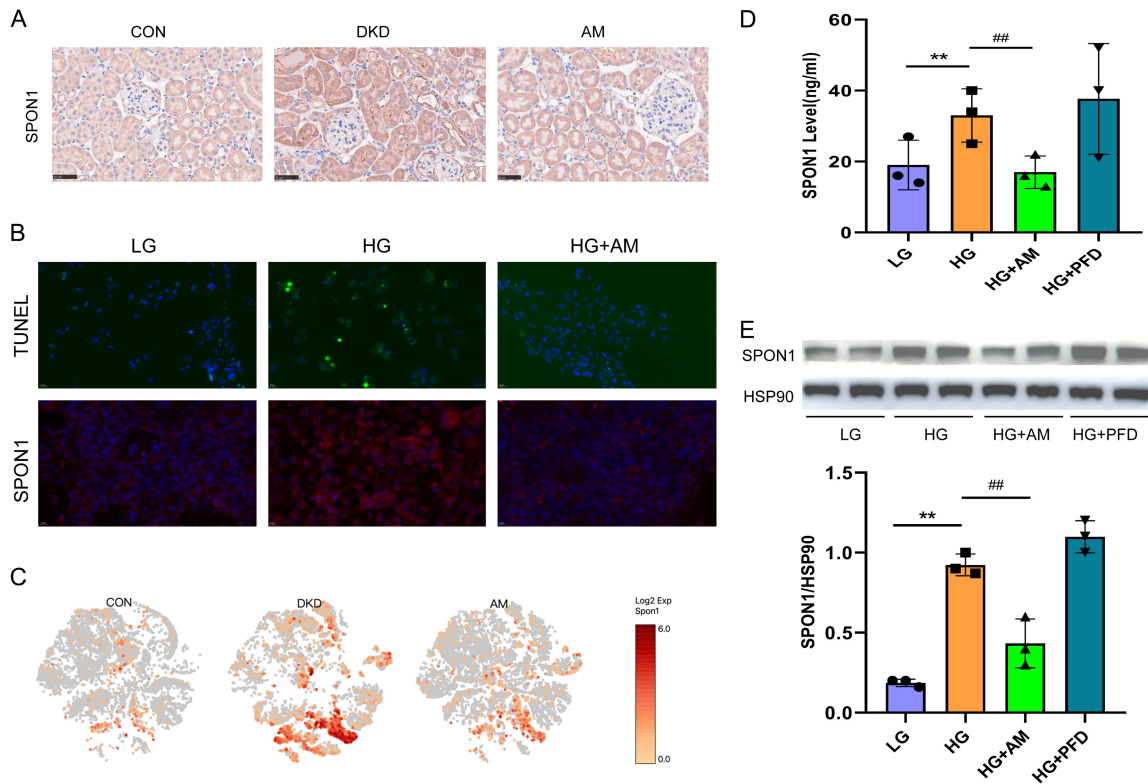 A
CON
DKD
AM
SPON1
B
LG
HG
HG+AM
TUNEL
SPON1
C
CON
DKD
AM
Log2 Exp
Spon1
6.0
0.0
D
SPON1 Level(ng/ml)
60
40
20
0
**
##
LG
HG
HG+AM
HG+PFD
E
SPON1
HSP90
LG
HG
HG+AM
HG+PFD
SPON1/HSP90
1.5
1.0
0.5
0.0
**
##
LG
HG
HG+AM
HG+PFD